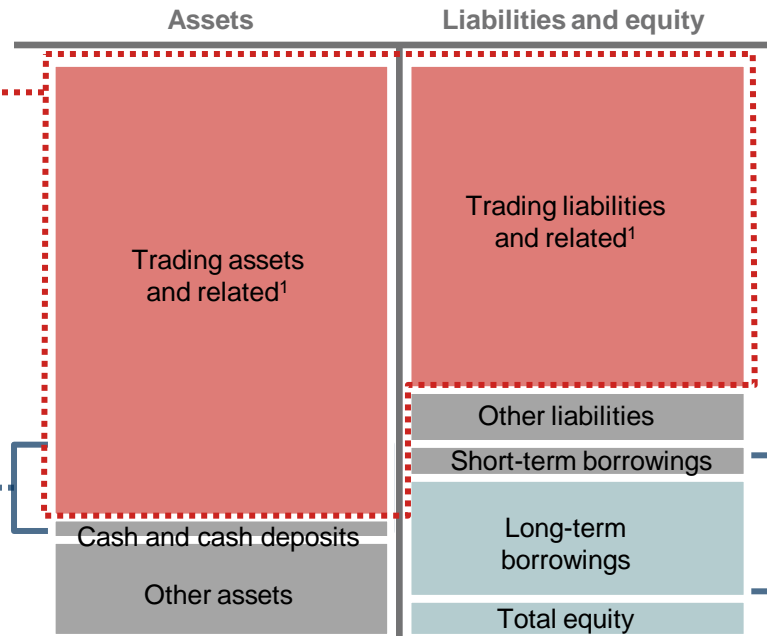 Assets
Liabilities and equity
Trading assets
and related¹
Cash and cash deposits
Other assets
Trading liabilities
and related¹
Other liabilities
Short-term borrowings
Long-term
borrowings
Total equity